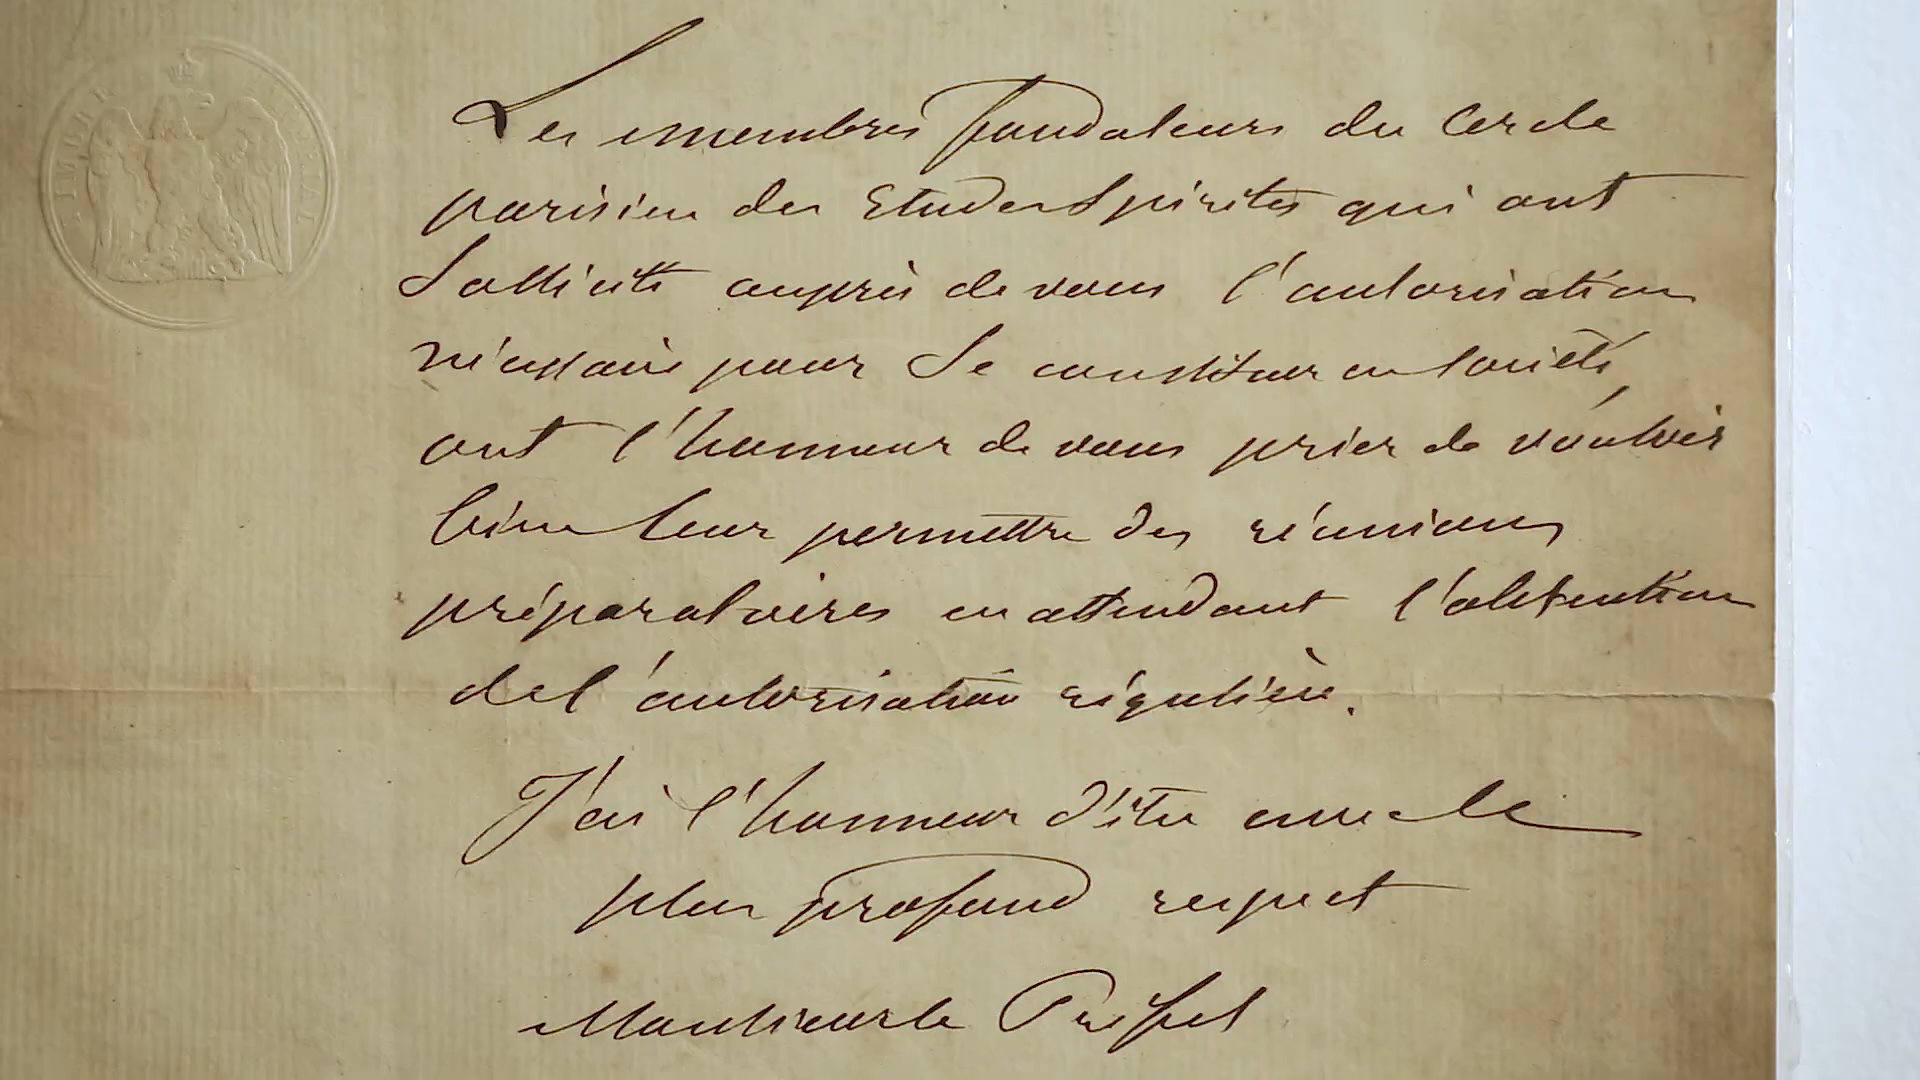 Les membres fondateurs du Cercle
parisien des Etudes Spirites qui ont
Sollicité auprès de vous l'autorisation
nécessaire pour Se constituer en Société,
ont l'honneur de vous prier de vouloir
bien leur permettre des réunions
préparatoires en attendant l'obtention
de l'autorisation régulière.
J'ai l'honneur d'être avec le
plus profond respect
Monsieur le Préfet